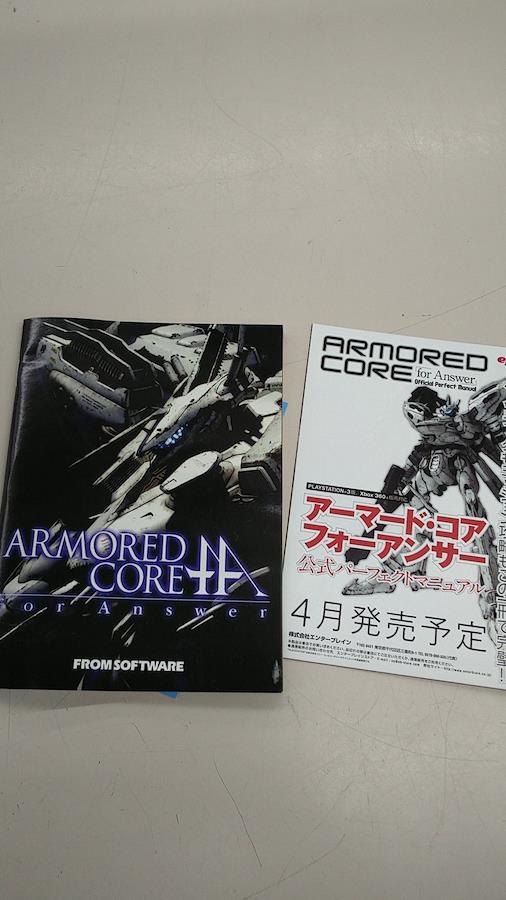 ARMORED
CORE
for Answer
FROMSOFTWARE
ARMORED
CORE
for Answer
Official Perfect Manual
PLAYSTATION®3版、Xbox 360®版両対応
アーマード・コア
フォーアンサー
公式パーフェクトマニュアル
4月発売予定
株式会社エンターブレイン